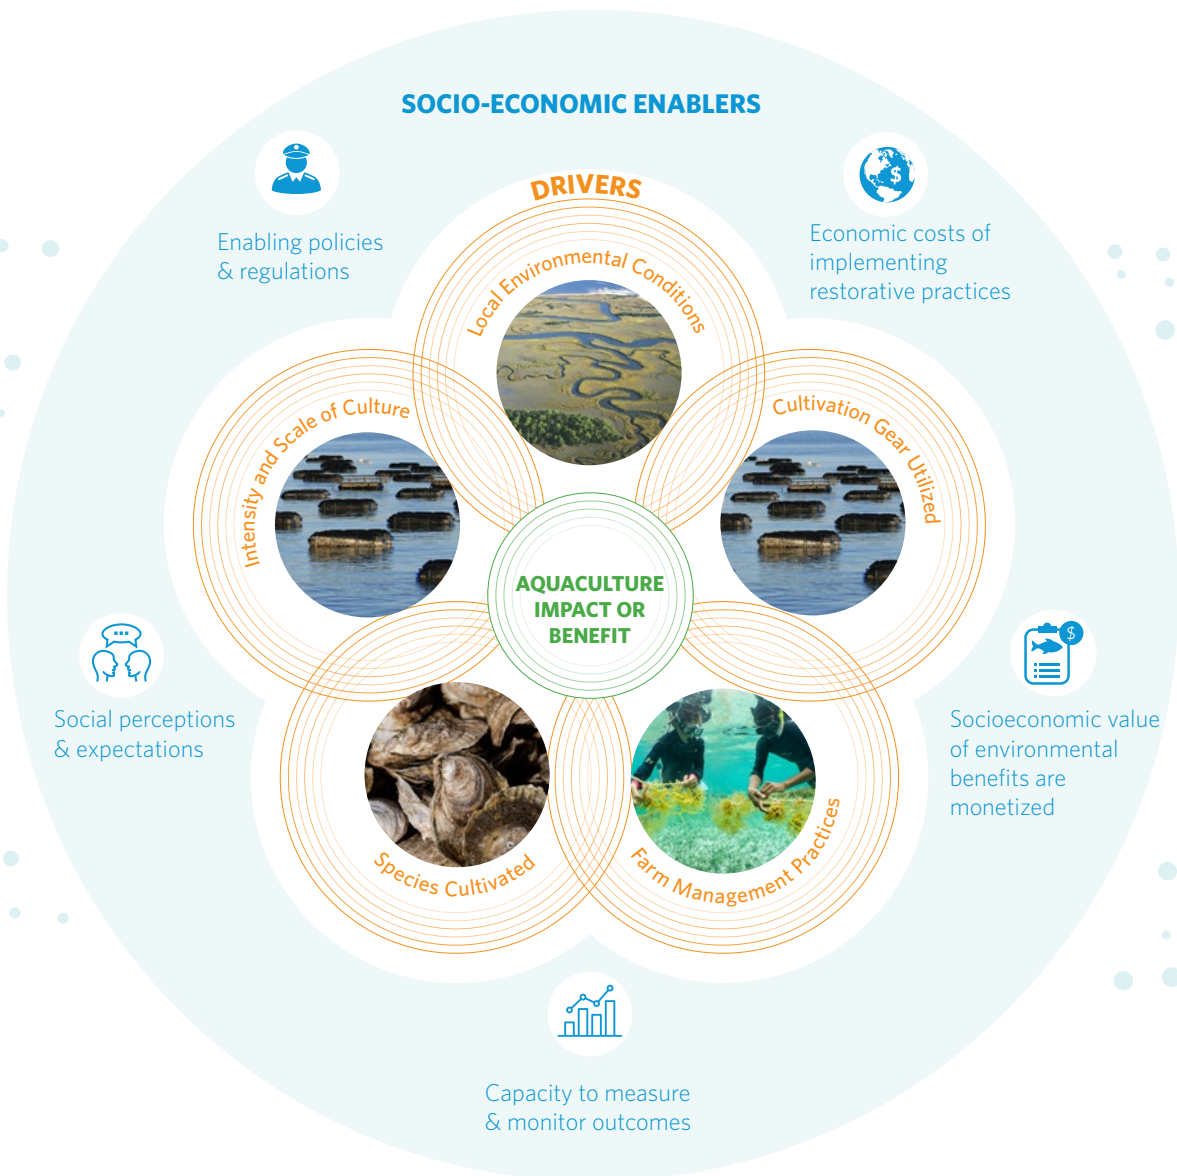 SOCIO-ECONOMIC ENABLERS
DRIVERS
Enabling policies
& regulations
$
Economic costs of
implementing
restorative practices
Local Environmental Conditions
Intensity and Scale of Culture
Cultivation Gear Utilized
AQUACULTURE
IMPACT OR
BENEFIT
Social perceptions
& expectations
$
Socioeconomic value
of environmental
benefits are
monetized
Species Cultivated
Farm Management Practices
Capacity to measure
& monitor outcomes